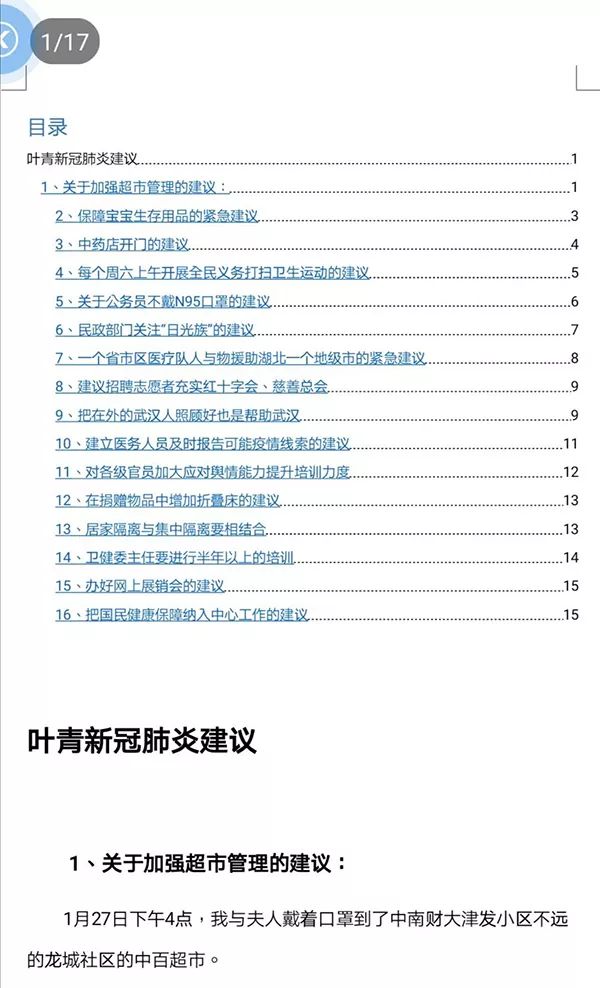 1/17
目录
叶青新冠肺炎建议 1
1、关于加强超市管理的建议： 1
2、保障宝宝生存用品的紧急建议 3
3、中药店开门的建议 4
4、每个周六上午开展全民义务打扫卫生运动的建议 5
5、关于公务员不戴N95口罩的建议 6
6、民政部门关注“日光族”的建议 7
7、一个省市区医疗队人与物援助湖北一个地级市的紧急建议 8
8、建议招聘志愿者充实红十字会、慈善总会 9
9、把在外的武汉人照顾好也是帮助武汉 9
10、建立医务人员及时报告可能疫情线索的建议 11
11、对各级官员加大应对舆情能力提升培训力度 12
12、在捐赠物品中增加折叠床的建议 13
13、居家隔离与集中隔离要相结合 13
14、卫健委主任要进行半年以上的培训 14
15、办好网上展销会的建议 15
16、把国民健康保障纳入中心工作的建议 15
叶青新冠肺炎建议
1、关于加强超市管理的建议：
1月27日下午4点，我与夫人戴着口罩到了中南财大津发小区不远
的龙城社区的中百超市。